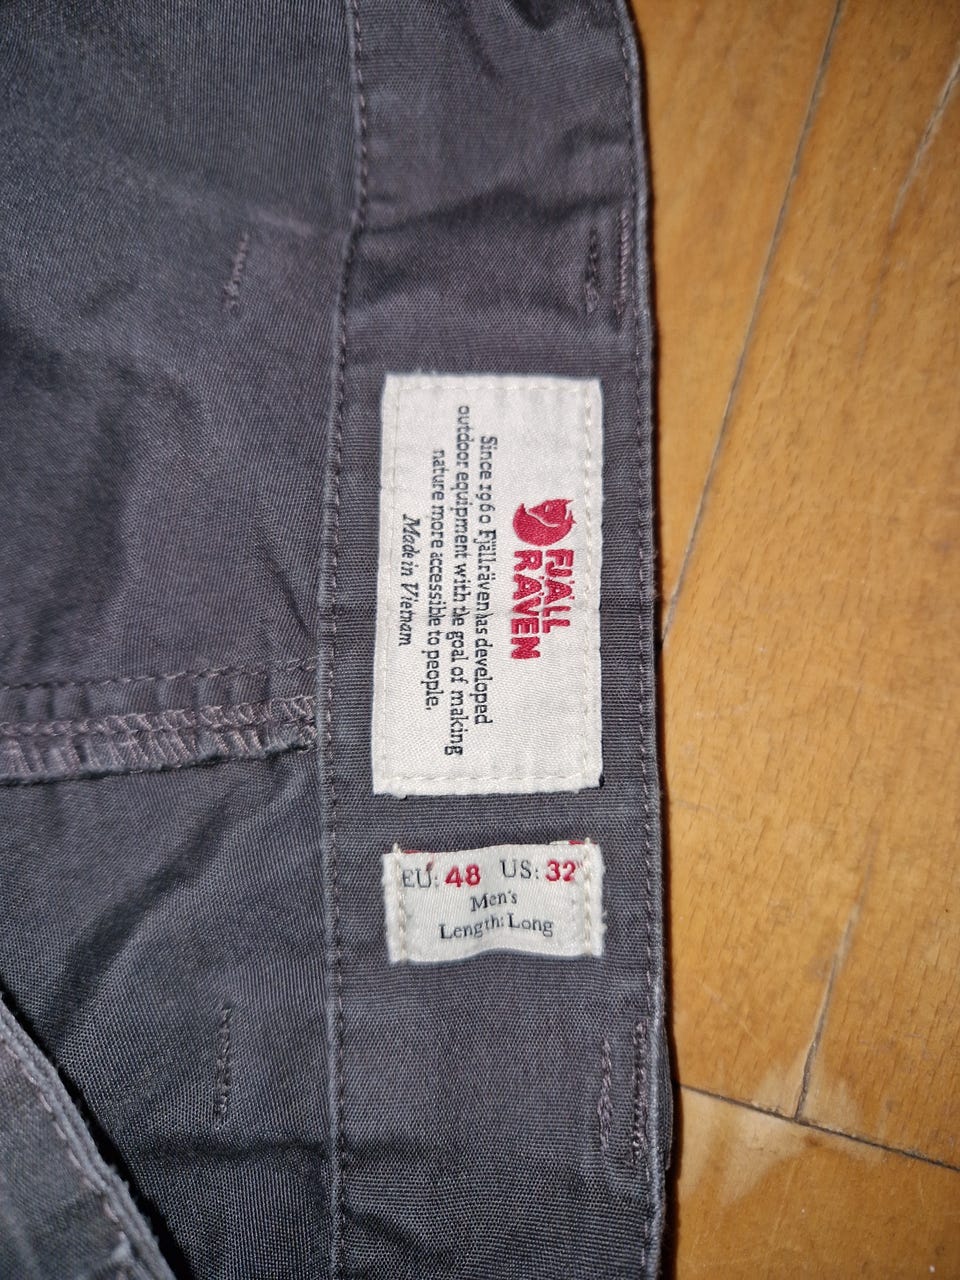 FJÄLL
RÄVEN
Since 1960 Fjällräven has developed
outdoor equipment with the goal of making
nature more accessible to people.
Made in Vietnam
EU: 48 US: 32"
Men's
Length: Long